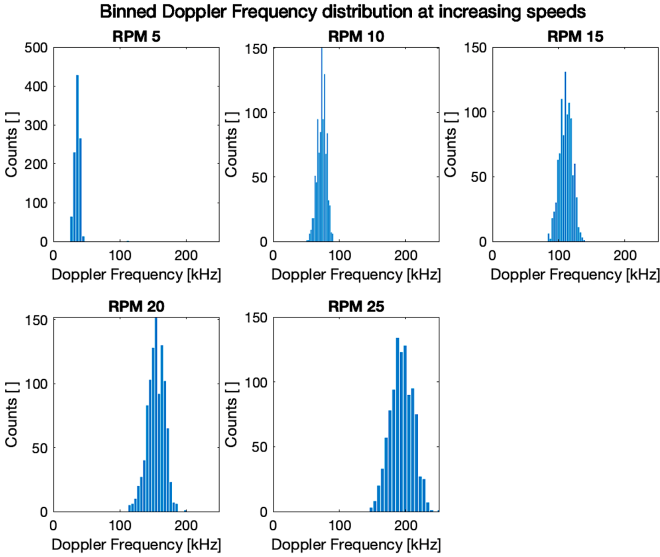 Binned Doppler Frequency distribution at increasing speeds
RPM 5
500
400
300
200
100
0
Counts [ ]
0 100 200
Doppler Frequency [kHz]
RPM 10
150
100
50
0
Counts [ ]
0 100 200
Doppler Frequency [kHz]
RPM 15
150
100
50
0
Counts [ ]
0 100 200
Doppler Frequency [kHz]
RPM 20
150
100
50
0
Counts [ ]
0 100 200
Doppler Frequency [kHz]
RPM 25
150
100
50
0
Counts [ ]
0 100 200
Doppler Frequency [kHz]